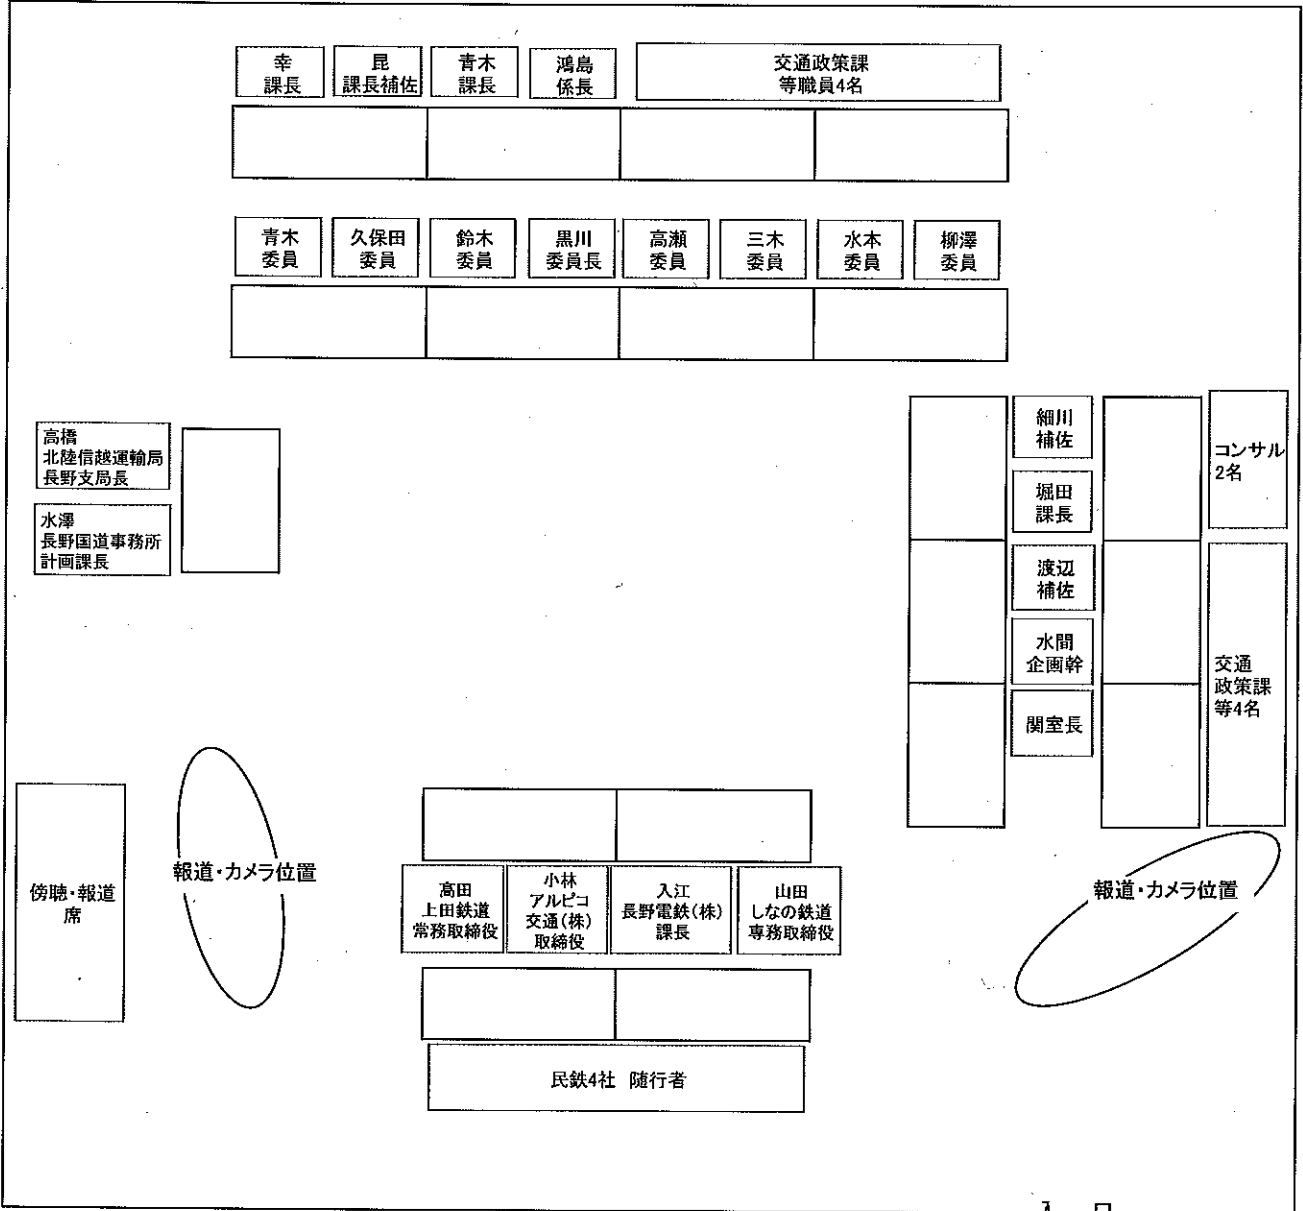 幸
課長
昆
課長補佐
青木
課長
鴻島
係長
交通政策課
等職員4名
青木
委員
久保田
委員
鈴木
委員
黒川
委員長
高瀬
委員
三木
委員
水本
委員
柳澤
委員
高橋
北陸信越運輸局
長野支局長
水澤
長野国道事務所
計画課長
細川
補佐
堀田
課長
渡辺
補佐
水間
企画幹
関室長
コンサル
2名
交通
政策課
等4名
傍聴・報道
席
報道・カメラ位置
高田
上田鉄道
常務取締役
小林
アルピコ
交通(株)
取締役
入江
長野電鉄(株)
課長
山田
しなの鉄道
専務取締役
報道・カメラ位置
民鉄4社 随行者